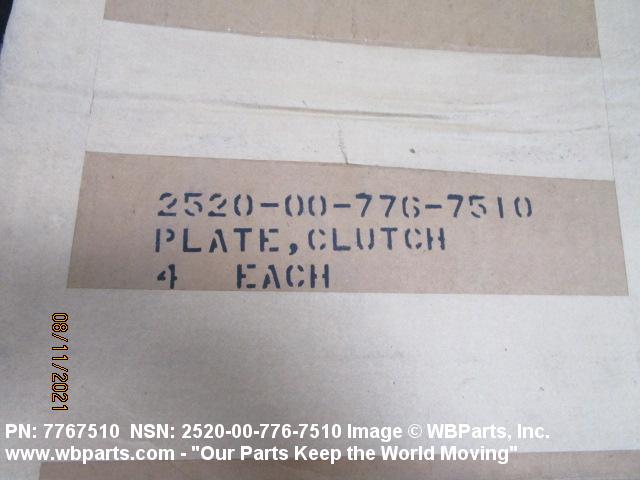 2520-00-776-7510
PLATE,CLUTCH
4 EACH
08/11/2021
PN: 7767510 NSN: 2520-00-776-7510 Image © WBParts, Inc.
www.wbparts.com - "Our Parts Keep the World Moving"